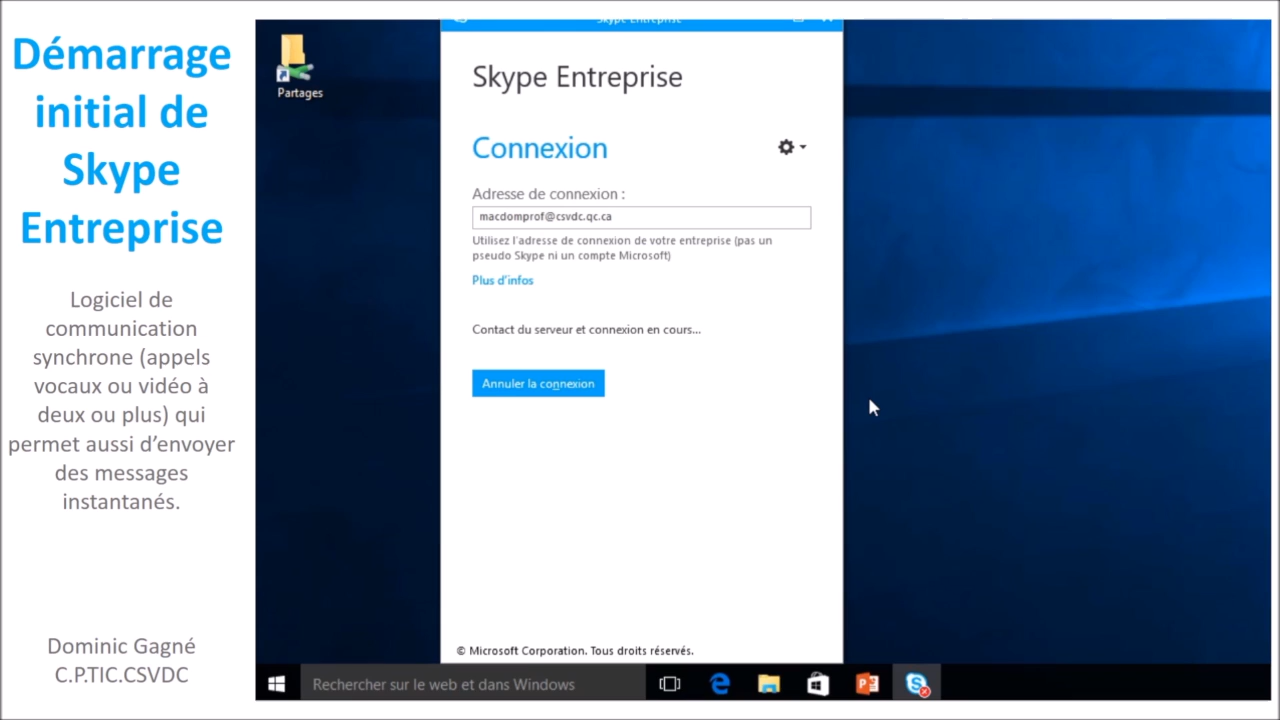 Démarrage
initial de
Skype
Entreprise
Logiciel de
communication
synchrone (appels
vocaux ou vidéo à
deux ou plus) qui
permet aussi d’envoyer
des messages
instantanés.
Dominic Gagné
C.P.TIC.CSVDC
Partages
Skype Entreprise
Skype Entreprise
Connexion
Adresse de connexion :
macdomprof@csvdc.qc.ca
Utilisez l'adresse de connexion de votre entreprise (pas un
pseudo Skype ni un compte Microsoft)
Plus d'infos
Contact du serveur et connexion en cours...
Annuler la connexion
© Microsoft Corporation. Tous droits réservés.
Rechercher sur le web et dans Windows